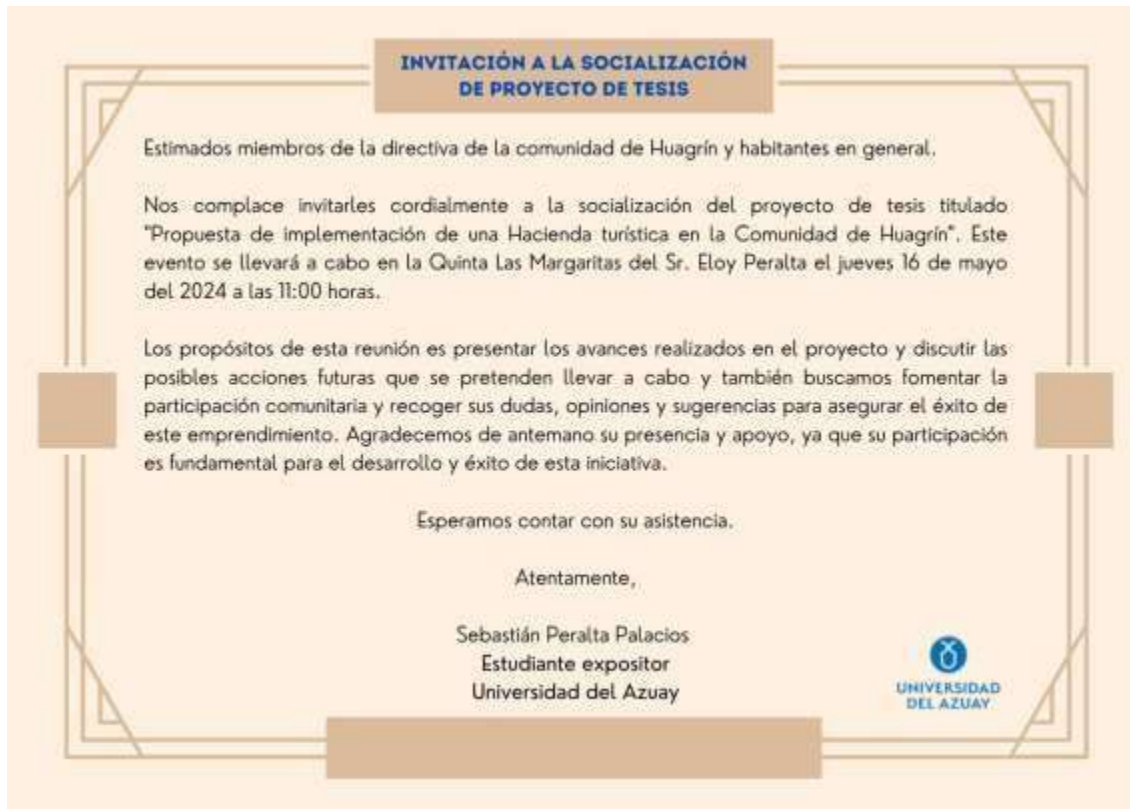 INVITACIÓN A LA SOCIALIZACIÓN
DE PROYECTO DE TESIS
Estimados miembros de la directiva de la comunidad de Huagrín y habitantes en general.
Nos complace invitarles cordialmente a la socialización del proyecto de tesis titulado
"Propuesta de implementación de una Hacienda turística en la Comunidad de Huagrín". Este
evento se llevará a cabo en la Quinta Las Margaritas del Sr. Eloy Peralta el jueves 16 de mayo
del 2024 a las 11:00 horas.
Los propósitos de esta reunión es presentar los avances realizados en el proyecto y discutir las
posibles acciones futuras que se pretenden llevar a cabo y también buscamos fomentar la
participación comunitaria y recoger sus dudas, opiniones y sugerencias para asegurar el éxito de
este emprendimiento. Agradecemos de antemano su presencia y apoyo, ya que su participación
es fundamental para el desarrollo y éxito de esta iniciativa.
Esperamos contar con su asistencia.
Atentamente,
Sebastián Peralta Palacios
Estudiante expositor
Universidad del Azuay
UNIVERSIDAD
DEL AZUAY